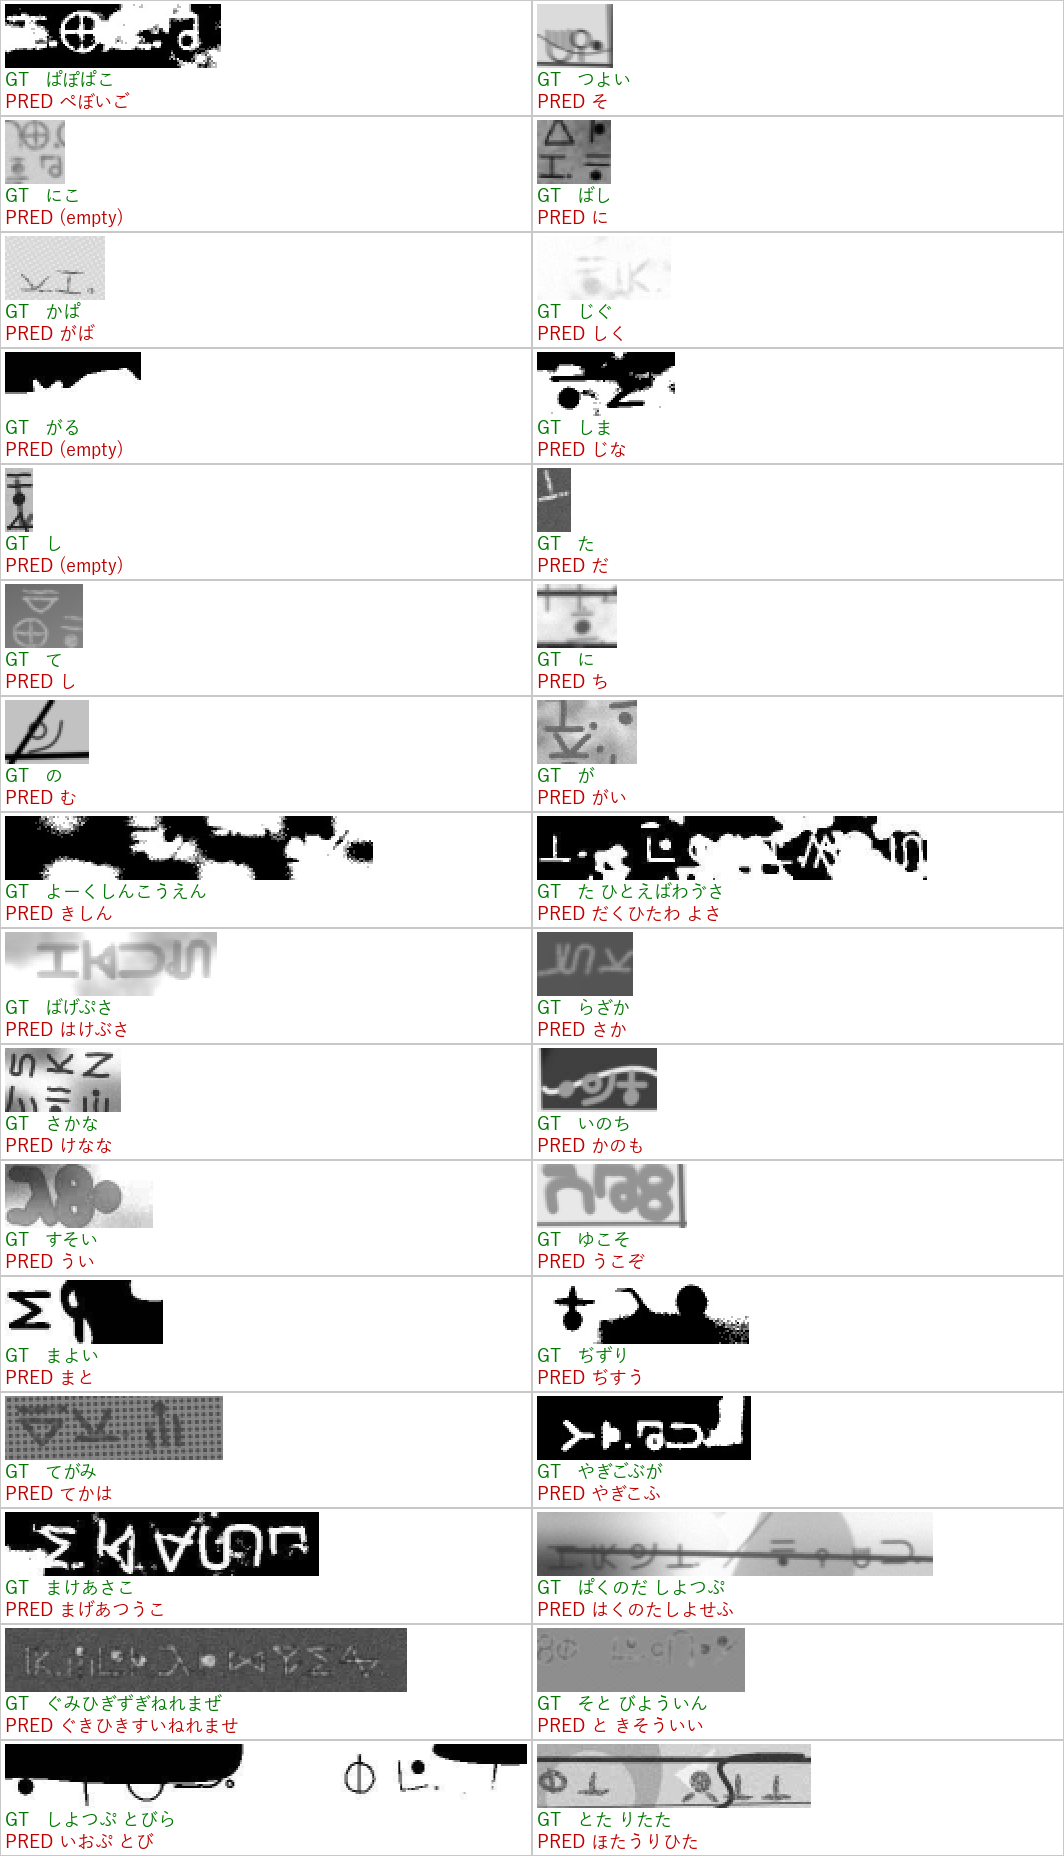 GT ぱぽぱこ
PRED ぺぼいご
GT つよい
PRED そ
GT にこ
PRED (empty)
GT ばし
PRED に
GT かぱ
PRED がば
GT じぐ
PRED しく
GT がる
PRED (empty)
GT しま
PRED じな
GT し
PRED (empty)
GT た
PRED だ
GT て
PRED し
GT に
PRED ち
GT の
PRED む
GT が
PRED がい
GT よーくしんこうえん
PRED きしん
GT た ひとえばわゔさ
PRED だくひたわ よさ
GT ばげぷさ
PRED はけぶさ
GT らざか
PRED さか
GT さかな
PRED けなな
GT いのち
PRED かのも
GT すそい
PRED うい
GT ゆこそ
PRED うこぞ
GT まよい
PRED まと
GT ぢずり
PRED ぢすう
GT てがみ
PRED てかは
GT やぎごぶが
PRED やぎこふ
GT まけあさこ
PRED まげあつうこ
GT ぱくのだ しよつぷ
PRED はくのたしよせふ
GT ぐみひぎずぎねれまぜ
PRED ぐきひきすいねれませ
GT そと びよういん
PRED と きそういい
GT しよつぷ とびら
PRED いおぷ とび
GT とた りたた
PRED ほたうりひた